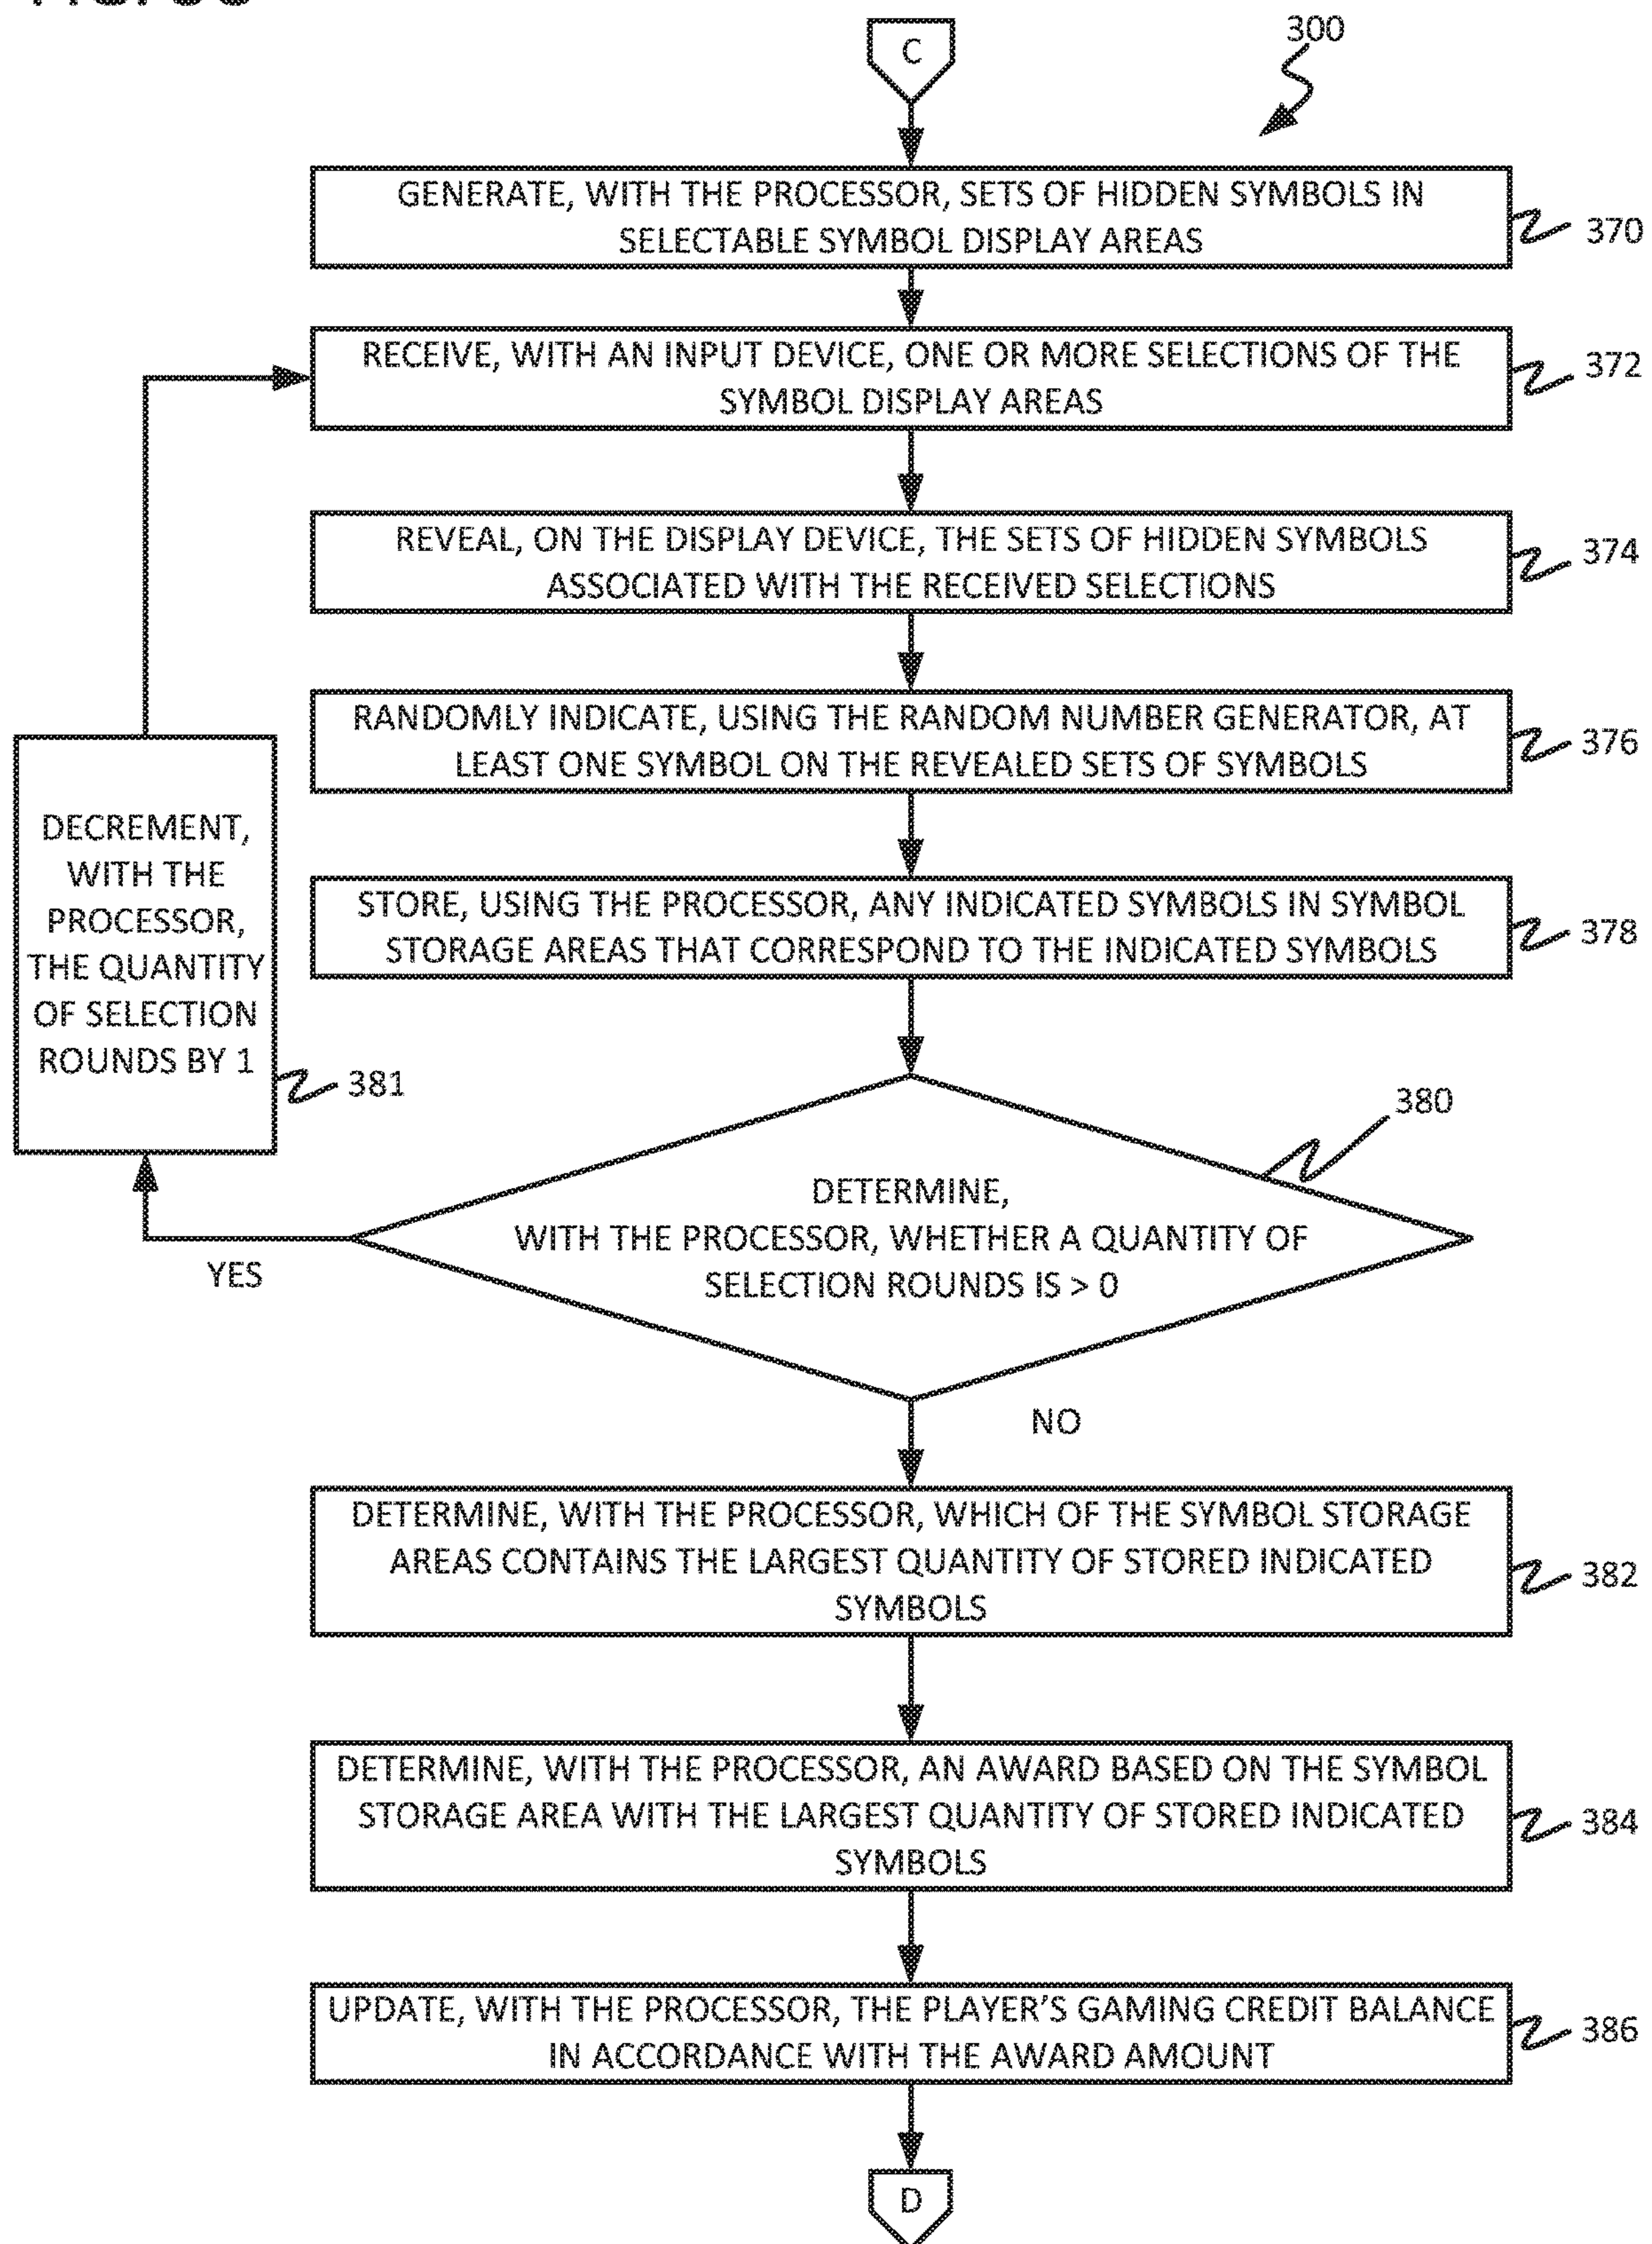 C
300
GENERATE, WITH THE PROCESSOR, SETS OF HIDDEN SYMBOLS IN
SELECTABLE SYMBOL DISPLAY AREAS
370
RECEIVE, WITH AN INPUT DEVICE, ONE OR MORE SELECTIONS OF THE
SYMBOL DISPLAY AREAS
372
REVEAL, ON THE DISPLAY DEVICE, THE SETS OF HIDDEN SYMBOLS
ASSOCIATED WITH THE RECEIVED SELECTIONS
374
RANDOMLY INDICATE, USING THE RANDOM NUMBER GENERATOR, AT
LEAST ONE SYMBOL ON THE REVEALED SETS OF SYMBOLS
376
STORE, USING THE PROCESSOR, ANY INDICATED SYMBOLS IN SYMBOL
STORAGE AREAS THAT CORRESPOND TO THE INDICATED SYMBOLS
378
DECREMENT,
WITH THE
PROCESSOR,
THE QUANTITY
OF SELECTION
ROUNDS BY 1
381
380
DETERMINE,
WITH THE PROCESSOR, WHETHER A QUANTITY OF
SELECTION ROUNDS IS > 0
YES
NO
DETERMINE, WITH THE PROCESSOR, WHICH OF THE SYMBOL STORAGE
AREAS CONTAINS THE LARGEST QUANTITY OF STORED INDICATED
SYMBOLS
382
DETERMINE, WITH THE PROCESSOR, AN AWARD BASED ON THE SYMBOL
STORAGE AREA WITH THE LARGEST QUANTITY OF STORED INDICATED
SYMBOLS
384
UPDATE, WITH THE PROCESSOR, THE PLAYER'S GAMING CREDIT BALANCE
IN ACCORDANCE WITH THE AWARD AMOUNT
386
D